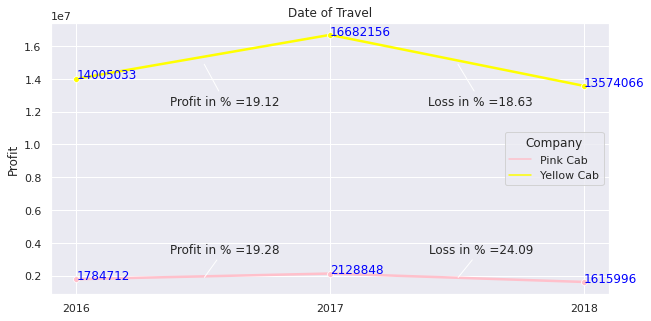 Date of Travel
1e7
16682156
1.6
14005033
13574066
1.4
Profit in % =19.12
Loss in % =18.63
1.2
Company
1.0
Pink Cab
Yellow Cab
0.8
Profit
0.6
0.4
Profit in % =19.28
Loss in % =24.09
2128848
1784712
1615996
0.2
2016
2017
2018